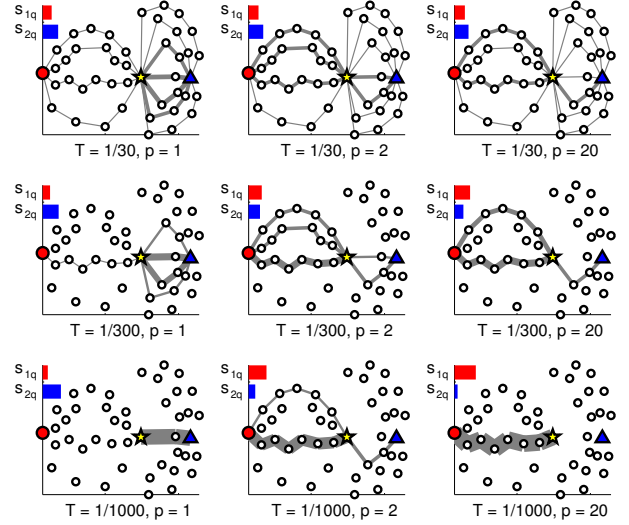 s1q s1q s1q
s2q s2q s2q
T = 1/30, p = 1 T = 1/30, p = 2 T = 1/30, p = 20
s1q s1q s1q
s2q s2q s2q
T = 1/300, p = 1 T = 1/300, p = 2 T = 1/300, p = 20
s1q s1q s1q
s2q s2q s2q
T = 1/1000, p = 1 T = 1/1000, p = 2 T = 1/1000, p = 20